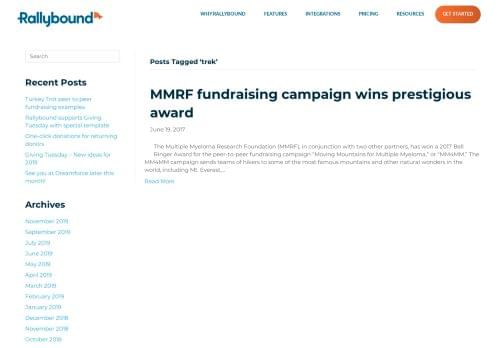 Rallybound
WHY RALLYBOUND
FEATURES
INTEGRATIONS
PRICING
RESOURCES
GET STARTED
Search
Recent Posts
Turkey Trot peer to peer
fundraising examples
Rallybound supports Giving
Tuesday with special template
One-click donations for returning
donors
Giving Tuesday – New ideas for
2019
See you at Dreamforce later this
month!
Archives
November 2019
September 2019
July 2019
June 2019
May 2019
April 2019
March 2019
February 2019
January 2019
December 2018
November 2018
October 2018
Posts Tagged ‘trek’
MMRF fundraising campaign wins prestigious
award
June 19, 2017
The Multiple Myeloma Research Foundation (MMRF), in conjunction with two other partners, has won a 2017 Bell
Ringer Award for the peer-to-peer fundraising campaign “Moving Mountains for Multiple Myeloma,” or “MM4MM.” The
MM4MM campaign sends teams of hikers to some of the most famous mountains and other natural wonders in the
world, including Mt. Everest,…
Read More